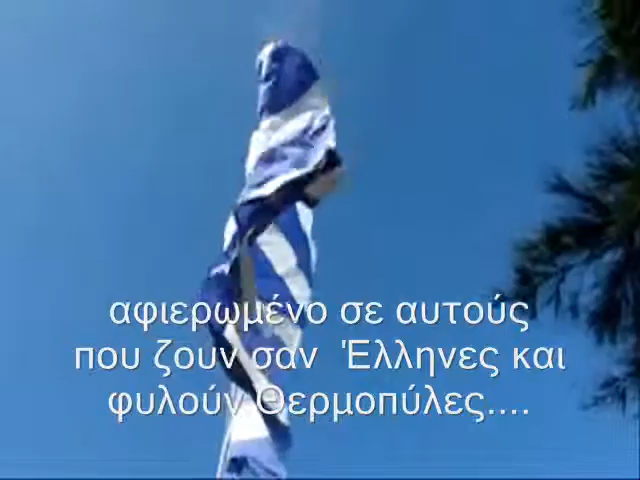 αφιερωμένο σε αυτούς
που ζουν σαν Έλληνες και
φυλούν Θερμοπύλες....